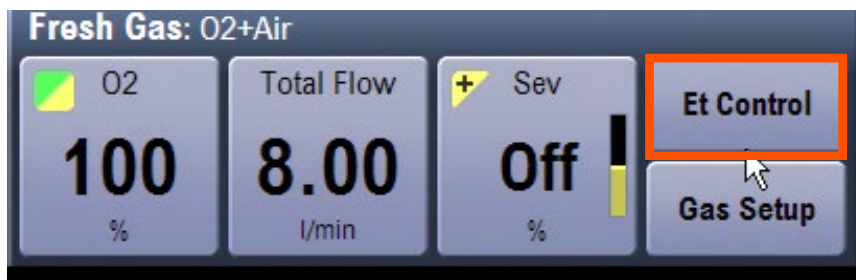 Fresh Gas: O2+Air
O2
100
%
Total Flow
8.00
l/min
+ Sev
Off
%
Et Control
Gas Setup